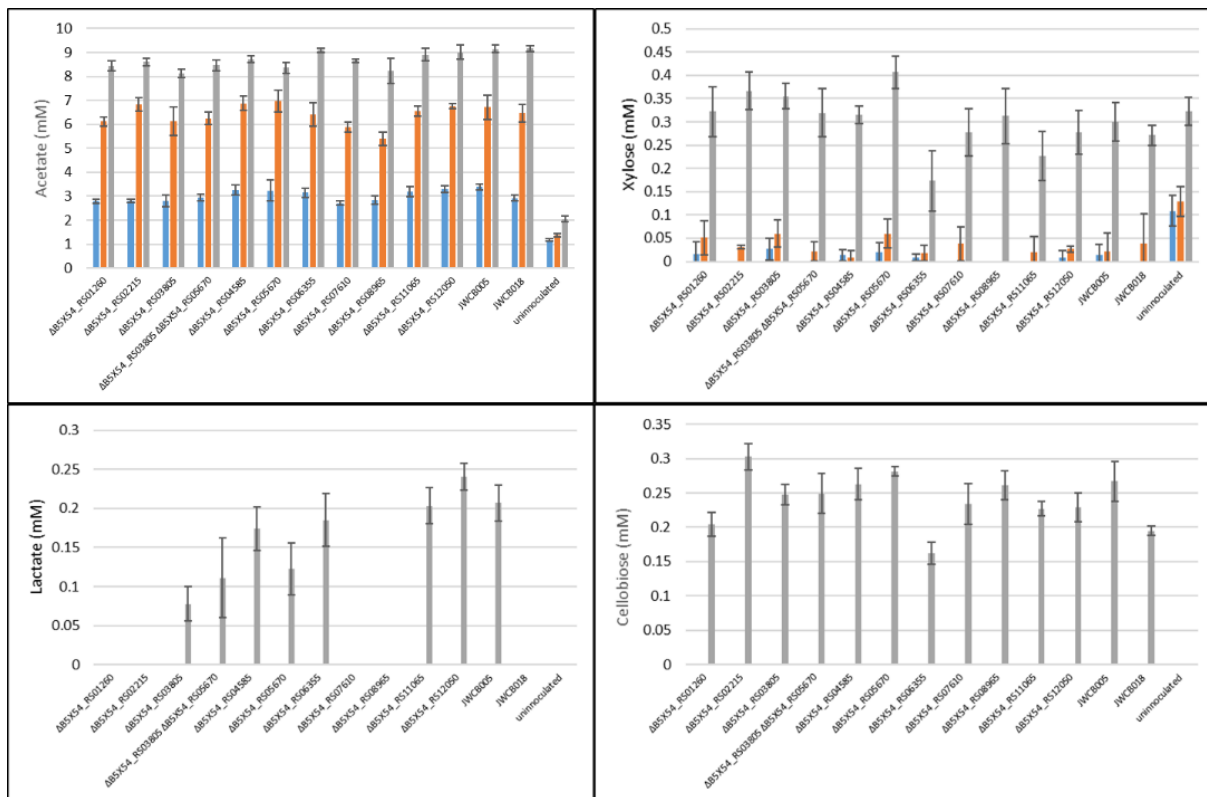 Acetate (mM)
10
9
8
7
6
5
4
3
2
1
0
ΔB5X54_RS01260
ΔB5X54_RS02215
ΔB5X54_RS03805
ΔB5X54_RS03805 ΔB5X54_RS05670
ΔB5X54_RS04585
ΔB5X54_RS05670
ΔB5X54_RS06355
ΔB5X54_RS07610
ΔB5X54_RS08965
ΔB5X54_RS11065
ΔB5X54_RS12050
JWCB005
JWCB018
uninnoculated
Xylose (mM)
0.5
0.45
0.4
0.35
0.3
0.25
0.2
0.15
0.1
0.05
0
ΔB5X54_RS01260
ΔB5X54_RS02215
ΔB5X54_RS03805
ΔB5X54_RS03805 ΔB5X54_RS05670
ΔB5X54_RS04585
ΔB5X54_RS05670
ΔB5X54_RS06355
ΔB5X54_RS07610
ΔB5X54_RS08965
ΔB5X54_RS11065
ΔB5X54_RS12050
JWCB005
JWCB018
uninnoculated
Lactate (mM)
0.3
0.25
0.2
0.15
0.1
0.05
0
ΔB5X54_RS01260
ΔB5X54_RS02215
ΔB5X54_RS03805
ΔB5X54_RS03805 ΔB5X54_RS05670
ΔB5X54_RS04585
ΔB5X54_RS05670
ΔB5X54_RS06355
ΔB5X54_RS07610
ΔB5X54_RS08965
ΔB5X54_RS11065
ΔB5X54_RS12050
JWCB005
JWCB018
uninnoculated
Cellobiose (mM)
0.35
0.3
0.25
0.2
0.15
0.1
0.05
0
ΔB5X54_RS01260
ΔB5X54_RS02215
ΔB5X54_RS03805
ΔB5X54_RS03805 ΔB5X54_RS05670
ΔB5X54_RS04585
ΔB5X54_RS05670
ΔB5X54_RS06355
ΔB5X54_RS07610
ΔB5X54_RS08965
ΔB5X54_RS11065
ΔB5X54_RS12050
JWCB005
JWCB018
uninnoculated